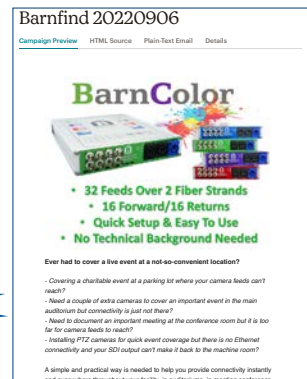 Barnfind 20220906
Campaign Preview HTML Source Plain-Text Email Details
BarnColor
• 32 Feeds Over 2 Fiber Strands
• 16 Forward/16 Returns
• Quick Setup & Easy To Use
• No Technical Background Needed
Ever had to cover a live event at a not-so-convenient location?
- Covering a charitable event at a parking lot where your camera feeds can't
reach?
- Need a couple of extra cameras to cover an important event in the main
auditorium but connectivity is just not there?
- Need to document an important meeting at the conference room but it is too
far for camera feeds to reach?
- Installing PTZ cameras for quick event coverage but there is no Ethernet
connectivity and your SDI output can't make it back to the machine room?
A simple and practical way is needed to help you provide connectivity instantly